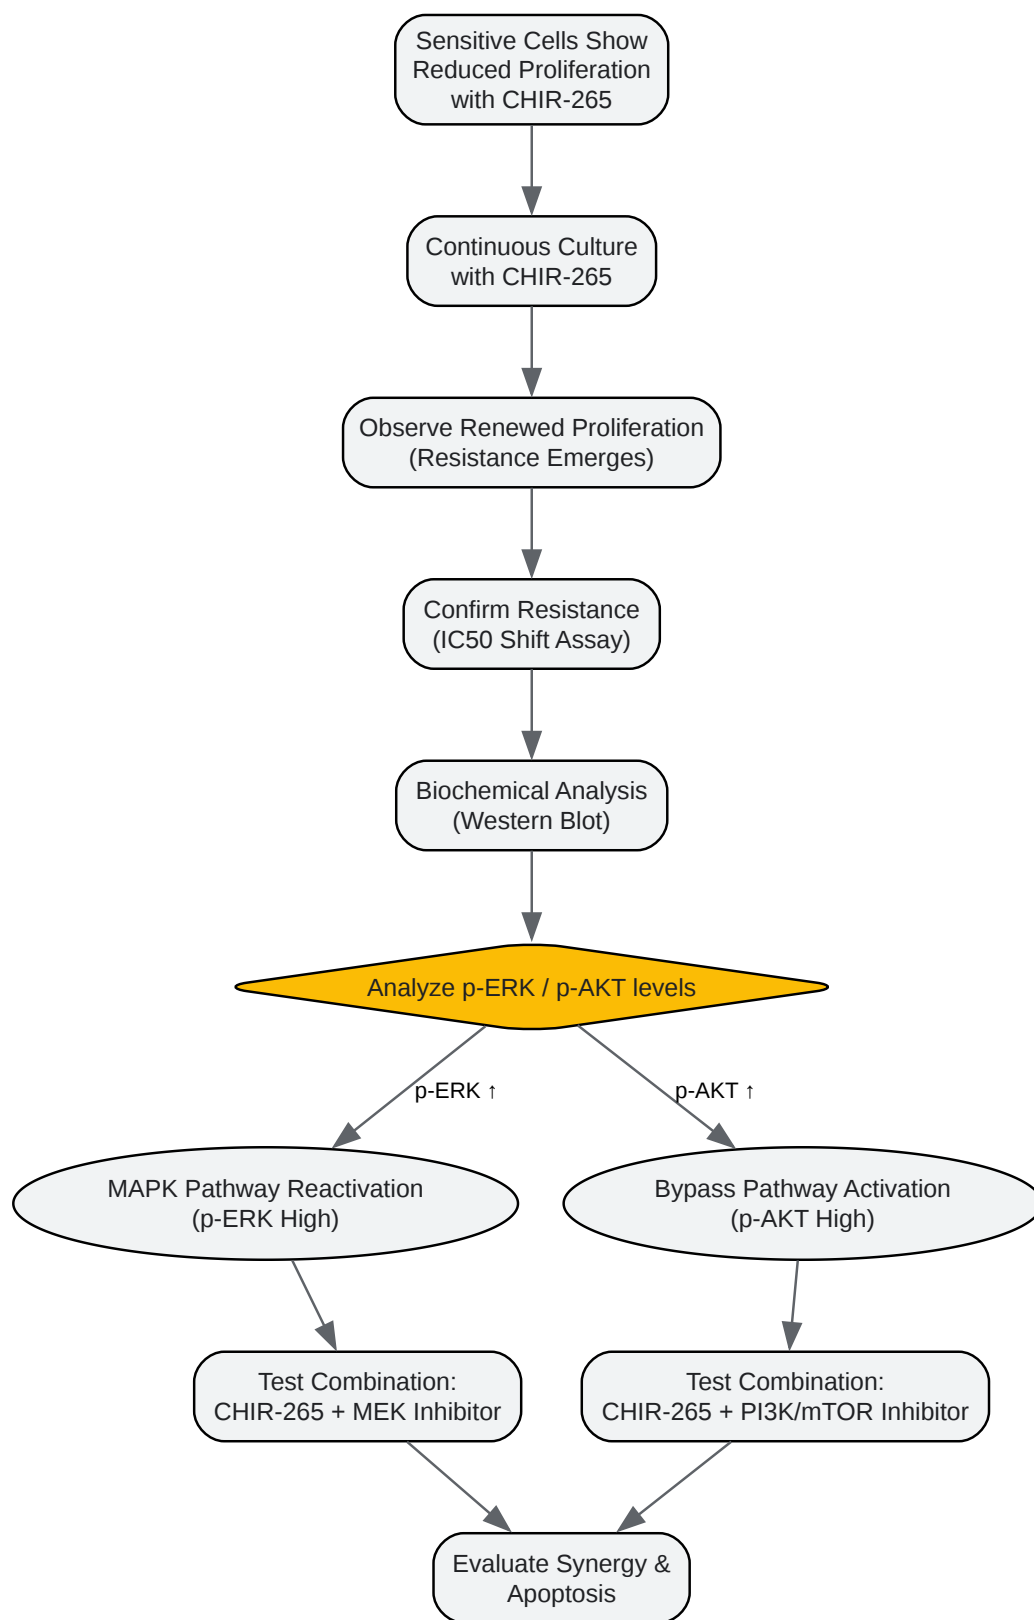 Sensitive Cells Show
Reduced Proliferation
with CHIR-265
Continuous Culture
with CHIR-265
Observe Renewed Proliferation
(Resistance Emerges)
Confirm Resistance
(IC50 Shift Assay)
Biochemical Analysis
(Western Blot)
Analyze p-ERK / p-AKT levels
p-ERK ↑
p-AKT ↑
MAPK Pathway Reactivation
(p-ERK High)
Bypass Pathway Activation
(p-AKT High)
Test Combination:
CHIR-265 + MEK Inhibitor
Test Combination:
CHIR-265 + PI3K/mTOR Inhibitor
Evaluate Synergy &
Apoptosis